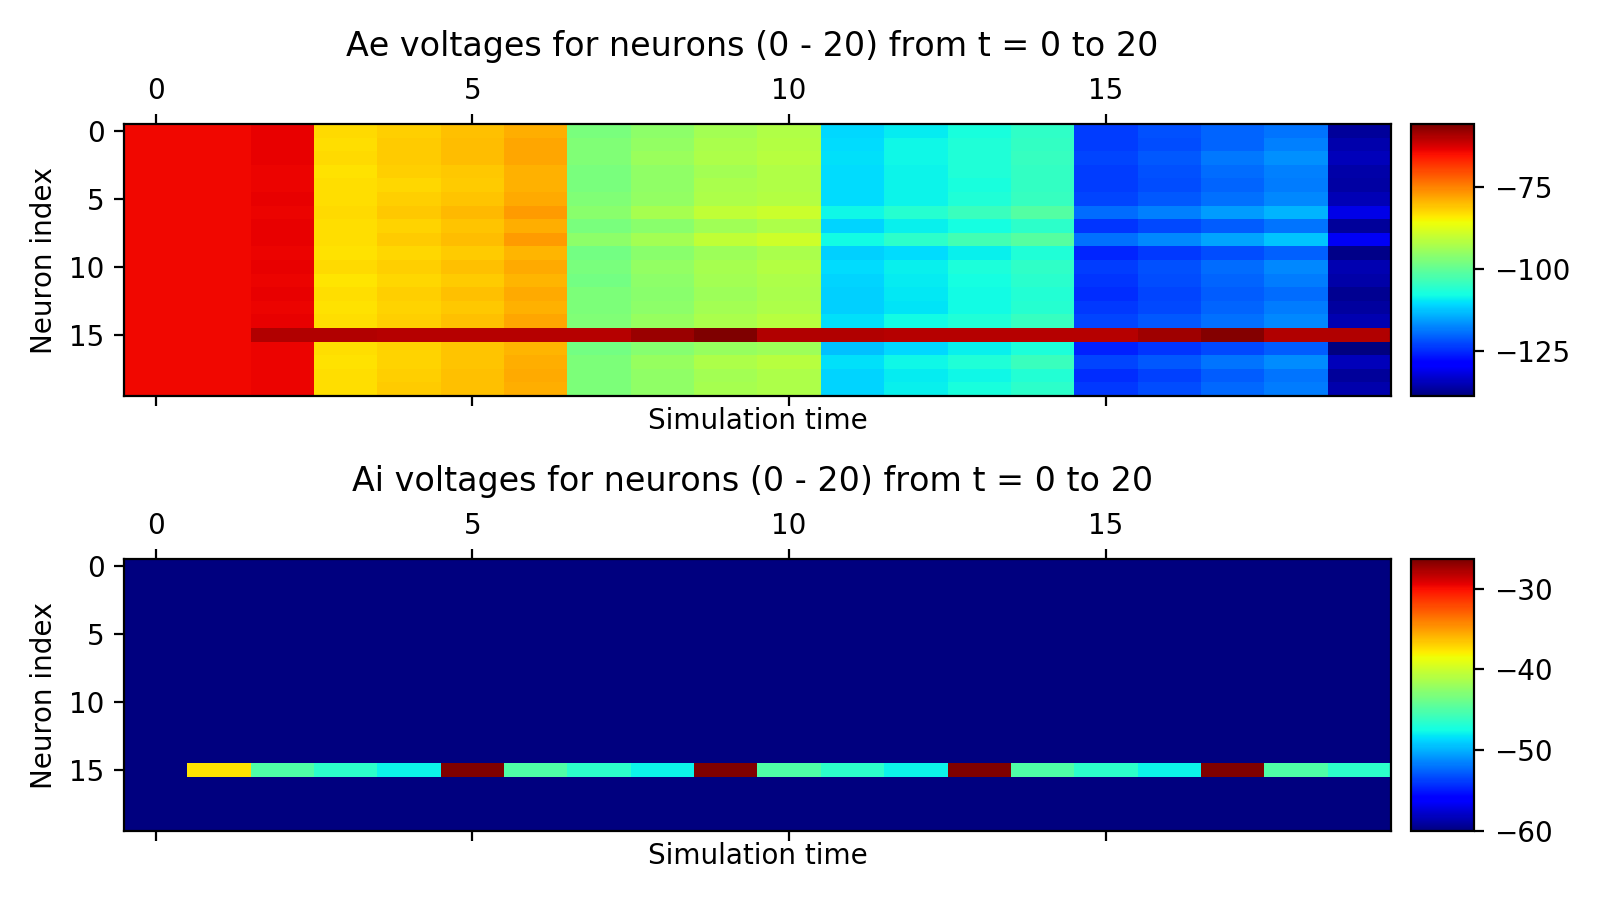 Ae voltages for neurons (0 - 20) from t = 0 to 20
0 5 10 15
Neuron index
0
5
10
15
Simulation time
−75
−100
−125
Ai voltages for neurons (0 - 20) from t = 0 to 20
0 5 10 15
Neuron index
0
5
10
15
Simulation time
−30
−40
−50
−60